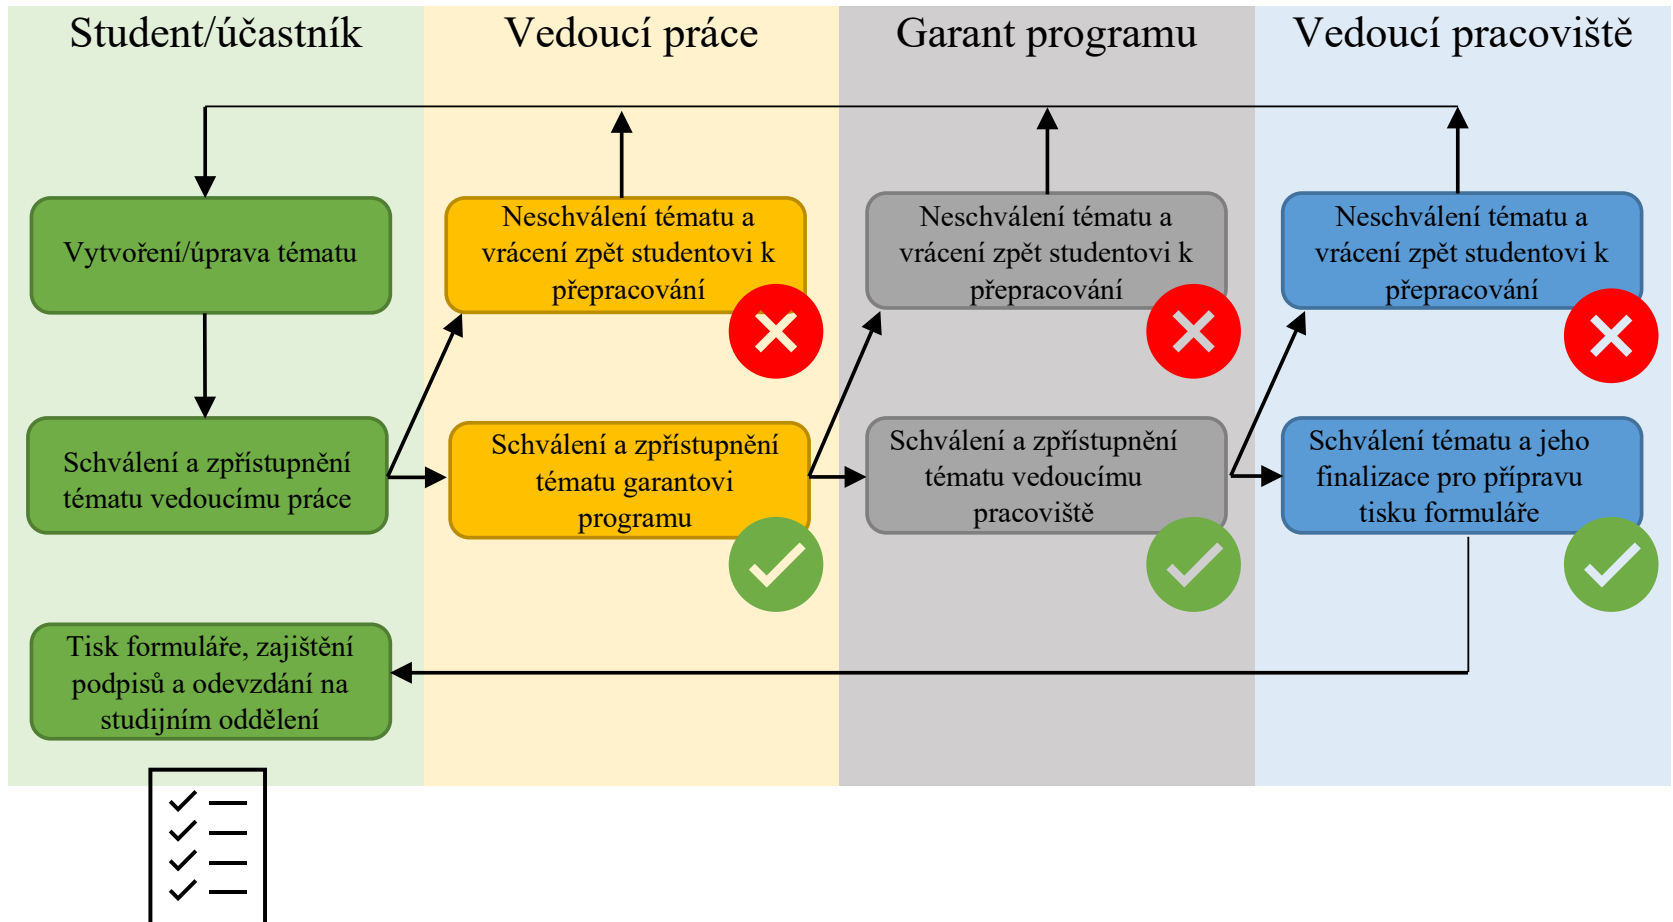 Student/účastník
Vedoucí práce
Garant programu
Vedoucí pracoviště
Vytvoření/úprava tématu
Neschválení tématu a
vrácení zpět studentovi k
přepracování
Neschválení tématu a
vrácení zpět studentovi k
přepracování
Neschválení tématu a
vrácení zpět studentovi k
přepracování
Schválení a zpřístupnění
tématu vedoucímu práce
Schválení a zpřístupnění
tématu garantovi
programu
Schválení a zpřístupnění
tématu vedoucímu
pracoviště
Schválení tématu a jeho
finalizace pro přípravu
tisku formuláře
Tisk formuláře, zajištění
podpisů a odevzdání na
studijním oddělení